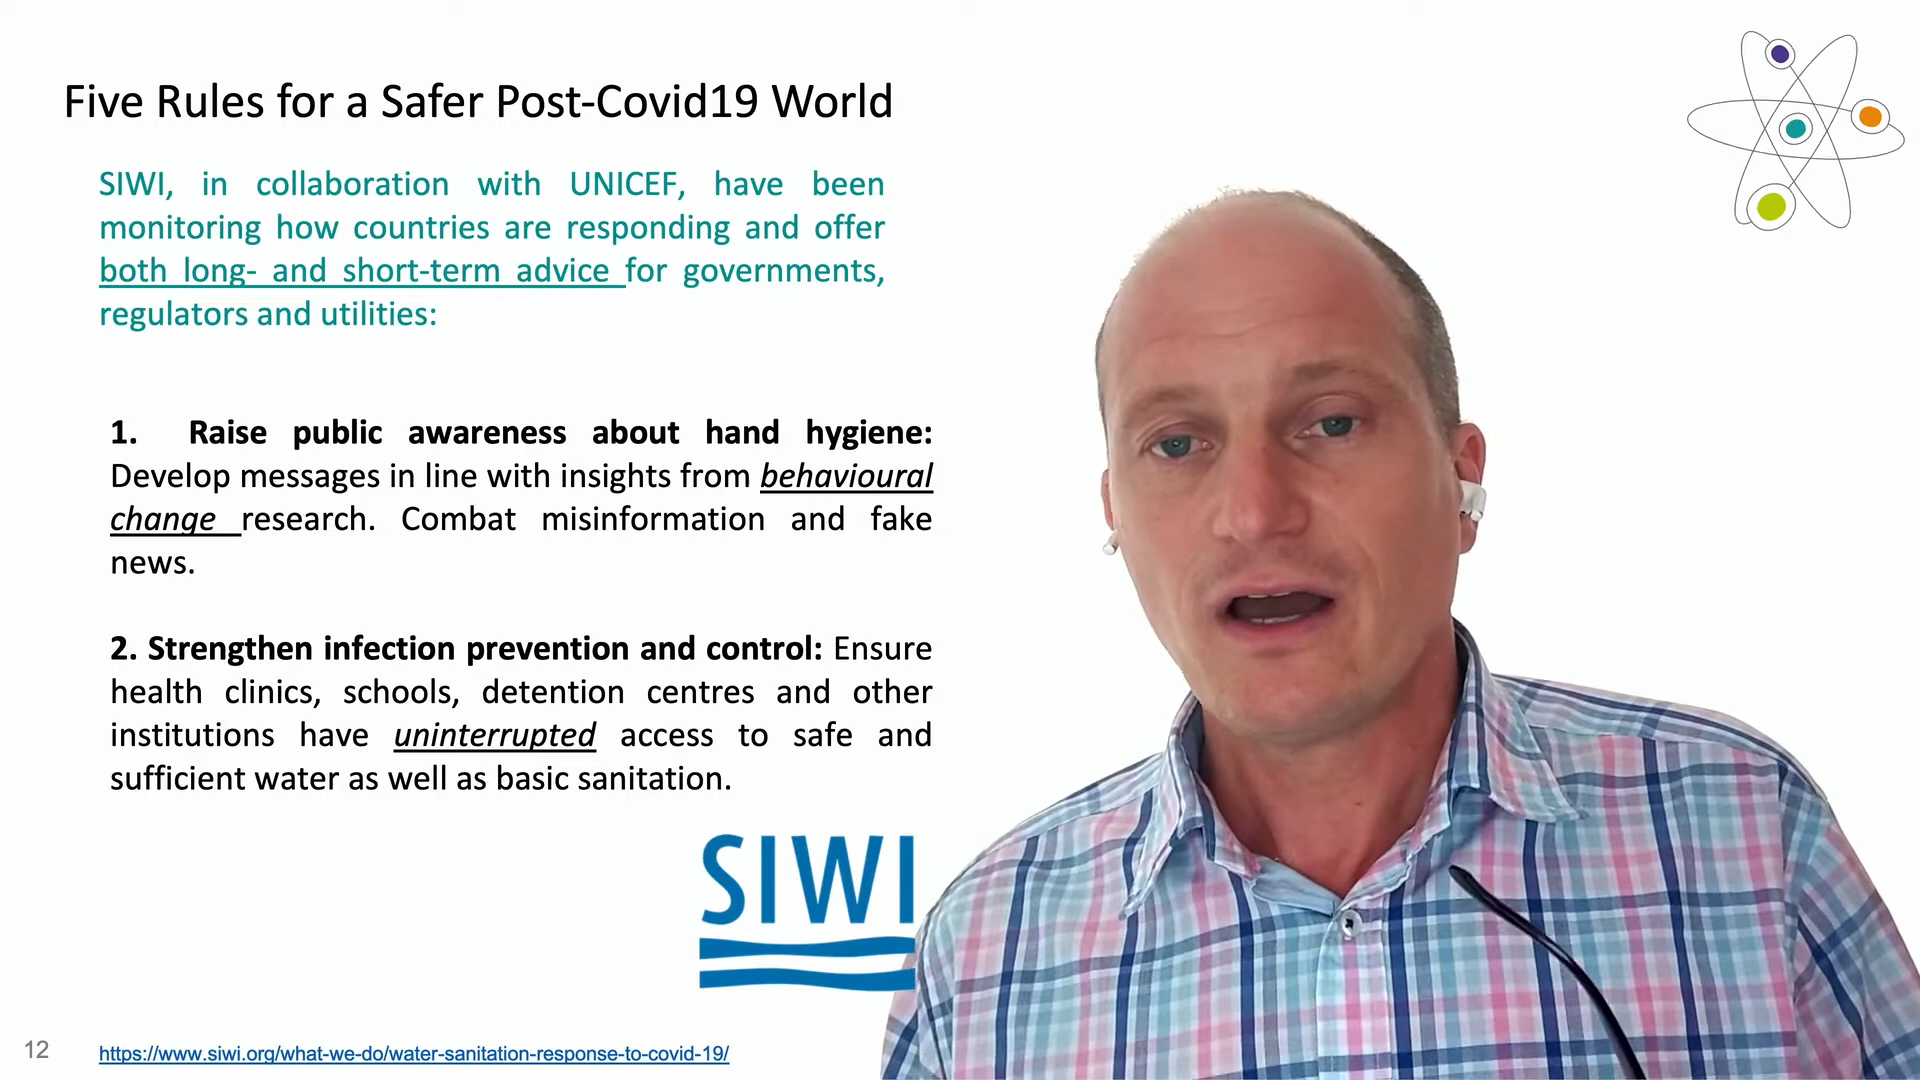 Five Rules for a Safer Post-Covid19 World
SIWI, in collaboration with UNICEF, have been
monitoring how countries are responding and offer
both long- and short-term advice for governments,
regulators and utilities:
1. Raise public awareness about hand hygiene:
Develop messages in line with insights from behavioural
change research. Combat misinformation and fake
news.
2. Strengthen infection prevention and control: Ensure
health clinics, schools, detention centres and other
institutions have uninterrupted access to safe and
sufficient water as well as basic sanitation.
SIWI
12
https://www.siwi.org/what-we-do/water-sanitation-response-to-covid-19/